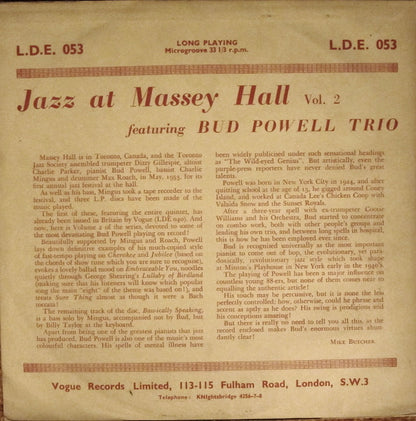 L.D.E. 053
LONG PLAYING
Microgroove 33 1/3 r.p.m.
L.D.E. 053
Jazz at Massey Hall Vol. 2
featuring BUD POWELL TRIO
Massey Hall is in Toronto, Canada, and the Toronto
Jazz Society assembled trumpeter Dizzy Gillespie, altoist
Charlie Parker, pianist Bud Powell, bassist Charlie
Mingus and drummer Max Roach, in May, 1953, for its
first annual jazz festival at the hall.
As well as his bass, Mingus took a tape recorder to the
festival, and three L.P. discs have been made of the
music played.
The first of these, featuring the entire quintet, has
already been issued in Britain by Vogue (LDE 040). And
now, here is Volume 2 of the series, devoted to some of
the most devastating Bud Powell playing on record!
Beautifully supported by Mingus and Roach, Powell
lays down definitive examples of his much-copied style
of fast-tempo playing on Cherokee and Jubilee (based on
the chords of show tune which you are sure to recognise),
evokes a lovely ballad mood on Embraceable You, noodles
quietly through George Shearing's Lullaby of Birdland
(making sure that his listeners will know which popular
song the main "eight" of the theme was based on!), and
treats Sure Thing almost as though it were a Bach
menuet!
The remaining track of the disc, Basically Speaking,
is a bass solo by Mingus, accompanied not by Bud, but
by Billy Taylor at the keyboard.
Apart from being one of the greatest pianists that jazz
has produced, Bud Powell is also one of the music's most
colourful characters. His spells of mental illness have
been widely publicised under such sensational headings
as "The Wild-eyed Genius". But artistically, even the
purple-press reporters have never denied Bud's great
talents.
Powell was born in New York City in 1924, and after
quitting school at the age of 15, he gigged around Coney
Island, and worked at Canada Lee's Chicken Coop with
Valaida Snow and the Sunset Royals.
After a three-year spell with ex-trumpeter Cootie
Williams and his Orchestra, Bud started to concentrate
on combo work, both with other people's groups and
leading his own trio, and between long spells in hospital,
this is how he has been employed ever since.
Bud is recognised universally as the most important
pianist to come out of bop, the evolutionary, yet para-
doxically, revolutionary jazz style which took shape
at Minton's Playhouse in New York early in the 1940's.
The playing of Powell has been a major influence on
countless young 88-ers, but none of them comes near to
equalling the authentic article!
His touch may be percussive, but it is none the less
perfectly controlled; how, otherwise, could he phrase and
accent as aptly as he does? His swing is prodigious and
his conceptions amazing!
But there is really no need to tell you all this, as the
record enclosed makes Bud's enormous virtues abun-
dantly clear!
MIKE BUTCHER.
Vogue Records Limited, 113-115 Fulham Road, London, S.W.3
Telephone: KNIghtsbridge 4256-7-8